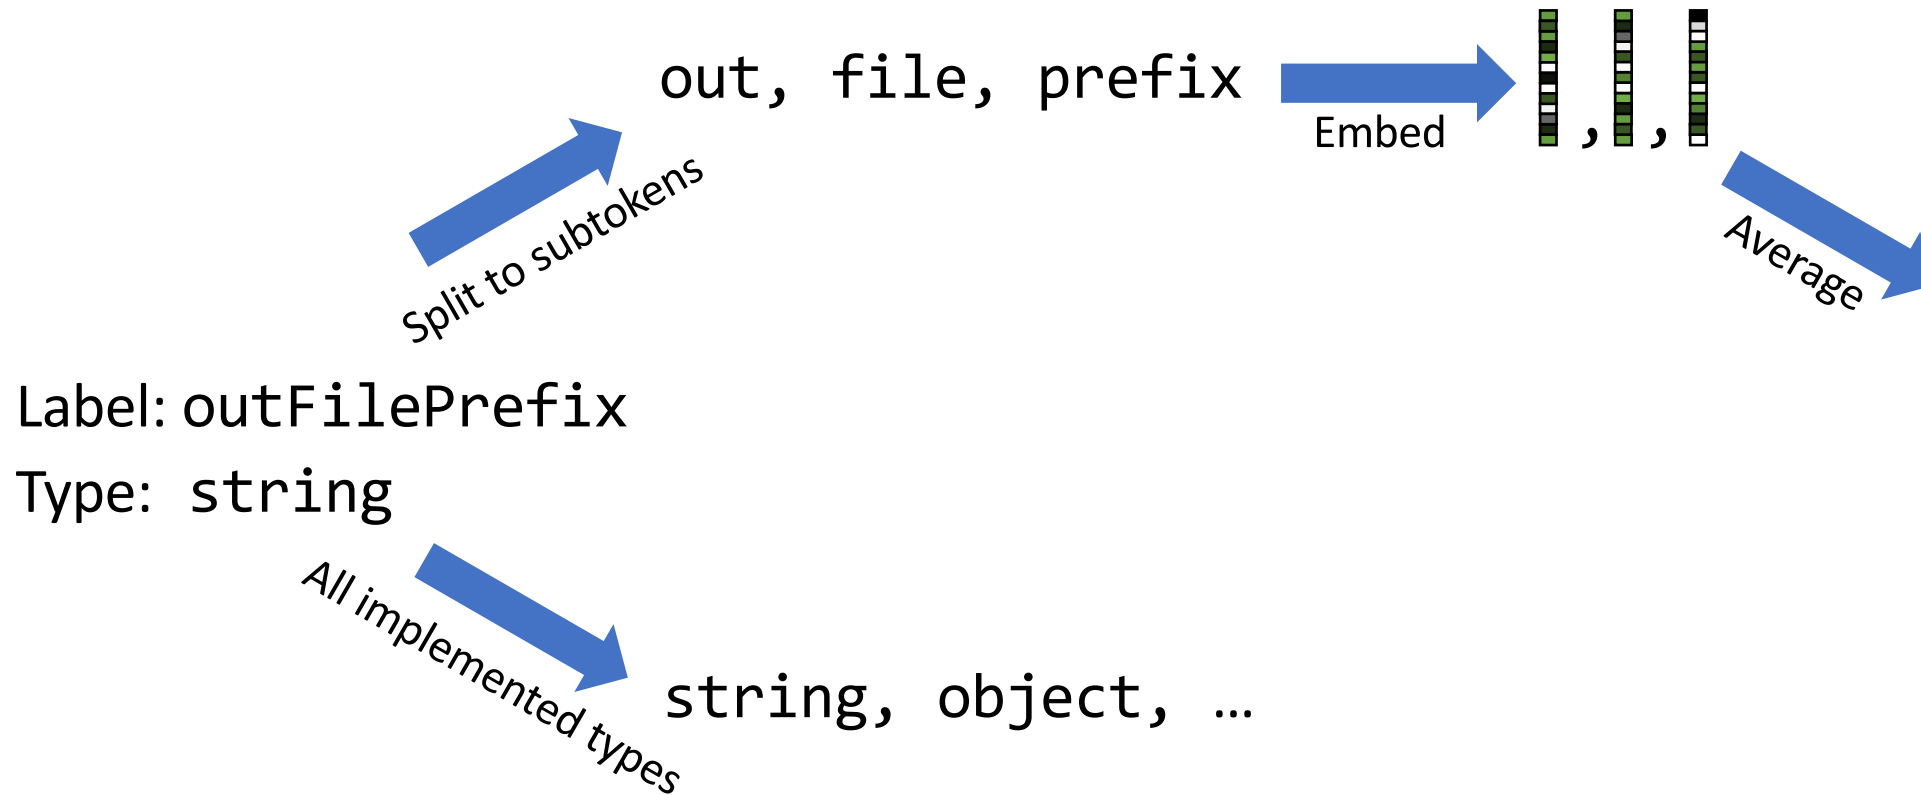 out, file, prefix
Embed
, ,
Split to subtokens
Average
Label: outFilePrefix
Type: string
All implemented types
string, object, …